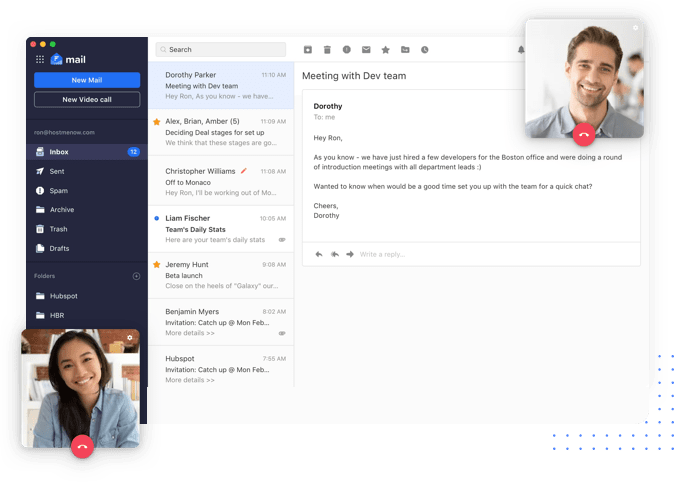 mail
New Mail
New Video call
ron@hostmenow.com
Inbox 12
Sent
Spam
Archive
Trash
Drafts
Folders
Hubspot
HBR
Search
Dorothy Parker 11:10 AM
Meeting with Dev team
Hey Ron, As you know - we have...
Alex, Brian, Amber (5) 11:09 AM
Deciding Deal stages for set up
We think that these stages are go...
Christopher Williams 11:08 AM
Off to Monaco
Hey Ron, I'll be working out of Mo...
Liam Fischer 10:05 AM
Team's Daily Stats
Here are your team's daily stats
Jeremy Hunt 9:08 AM
Beta launch
Close on the heels of "Galaxy" our...
Benjamin Myers 8:02 AM
Invitation: Catch up @ Mon Feb...
More details >>
Hubspot 7:55 AM
Invitation: Catch up @ Mon Feb...
More details >>
Meeting with Dev team
Dorothy
To: me
Hey Ron,
As you know - we have just hired a few developers for the Boston office and were doing a round
of introduction meetings with all department leads :)
Wanted to know when would be a good time set you up with the team for a quick chat?
Cheers,
Dorothy
Write a reply...